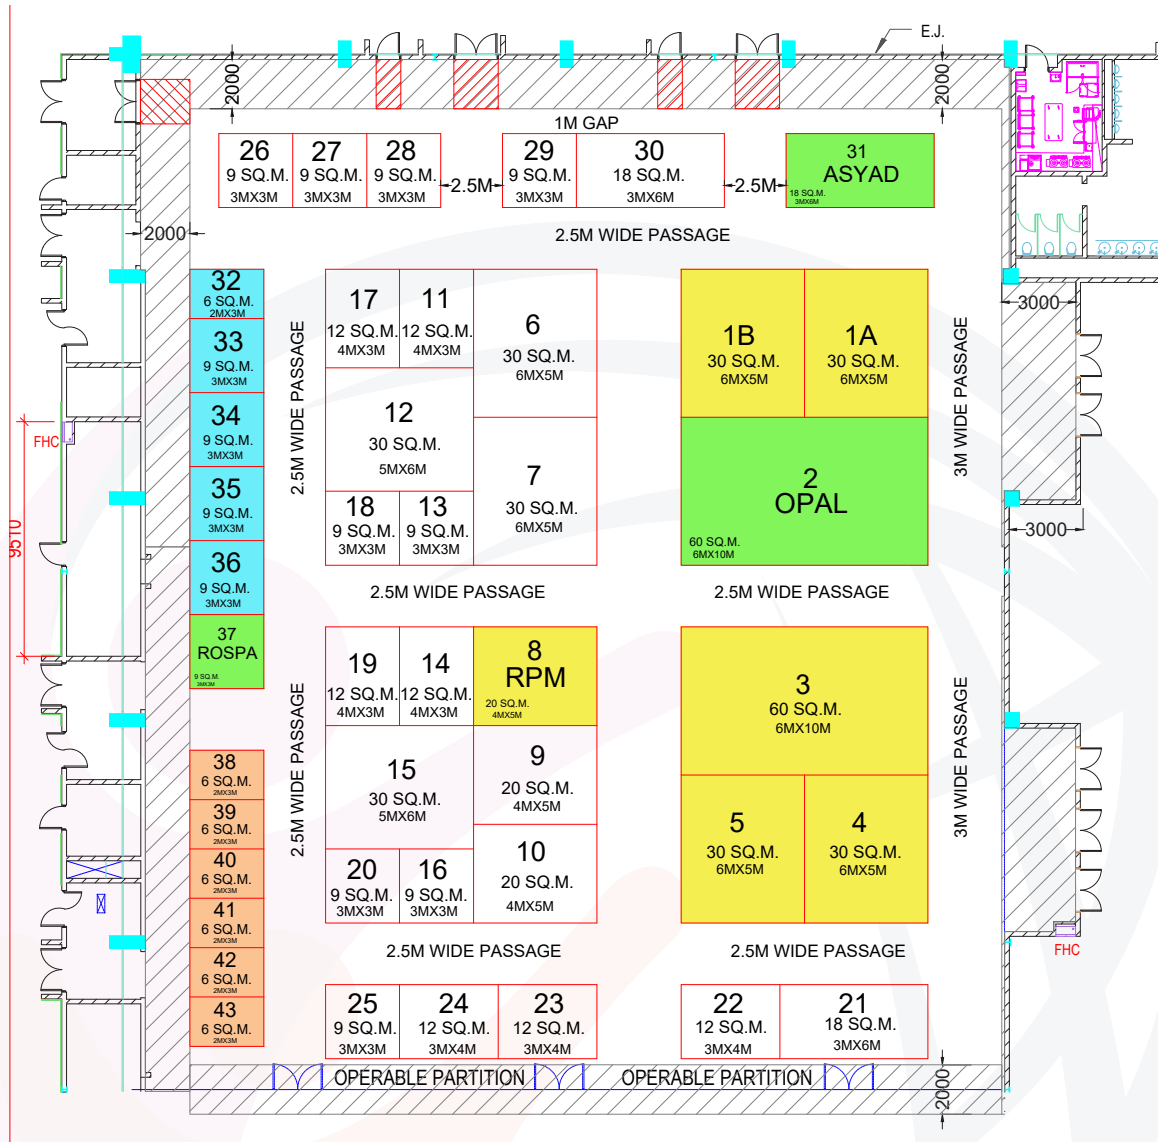 E.J.
2000
2000
1M GAP
26
9 SQ.M.
3MX3M
27
9 SQ.M.
3MX3M
28
9 SQ.M.
3MX3M
2.5M
29
9 SQ.M.
3MX3M
30
18 SQ.M.
3MX6M
2.5M
31
ASYAD
18 SQ.M.
3MX6M
2000
2.5M WIDE PASSAGE
32
6 SQ.M.
2MX3M
33
9 SQ.M.
3MX3M
34
9 SQ.M.
3MX3M
35
9 SQ.M.
3MX3M
36
9 SQ.M.
3MX3M
37
ROSPA
9 SQ.M.
3MX3M
2.5M WIDE PASSAGE
17
12 SQ.M.
4MX3M
11
12 SQ.M.
4MX3M
6
30 SQ.M.
6MX5M
12
30 SQ.M.
5MX6M
7
30 SQ.M.
6MX5M
18
9 SQ.M.
3MX3M
13
9 SQ.M.
3MX3M
1B
30 SQ.M.
6MX5M
1A
30 SQ.M.
6MX5M
2
OPAL
60 SQ.M.
6MX10M
3M WIDE PASSAGE
3000
3000
FHC
9510
2.5M WIDE PASSAGE
2.5M WIDE PASSAGE
2.5M WIDE PASSAGE
19
12 SQ.M.
4MX3M
14
12 SQ.M.
4MX3M
8
RPM
20 SQ.M.
4MX5M
15
30 SQ.M.
5MX6M
9
20 SQ.M.
4MX5M
10
20 SQ.M.
4MX5M
20
9 SQ.M.
3MX3M
16
9 SQ.M.
3MX3M
3
60 SQ.M.
6MX10M
5
30 SQ.M.
6MX5M
4
30 SQ.M.
6MX5M
3M WIDE PASSAGE
38
6 SQ.M.
2MX3M
39
6 SQ.M.
2MX3M
40
6 SQ.M.
2MX3M
41
6 SQ.M.
2MX3M
42
6 SQ.M.
2MX3M
43
6 SQ.M.
2MX3M
2.5M WIDE PASSAGE
2.5M WIDE PASSAGE
FHC
25
9 SQ.M.
3MX3M
24
12 SQ.M.
3MX4M
23
12 SQ.M.
3MX4M
22
12 SQ.M.
3MX4M
21
18 SQ.M.
3MX6M
OPERABLE PARTITION
OPERABLE PARTITION
2000